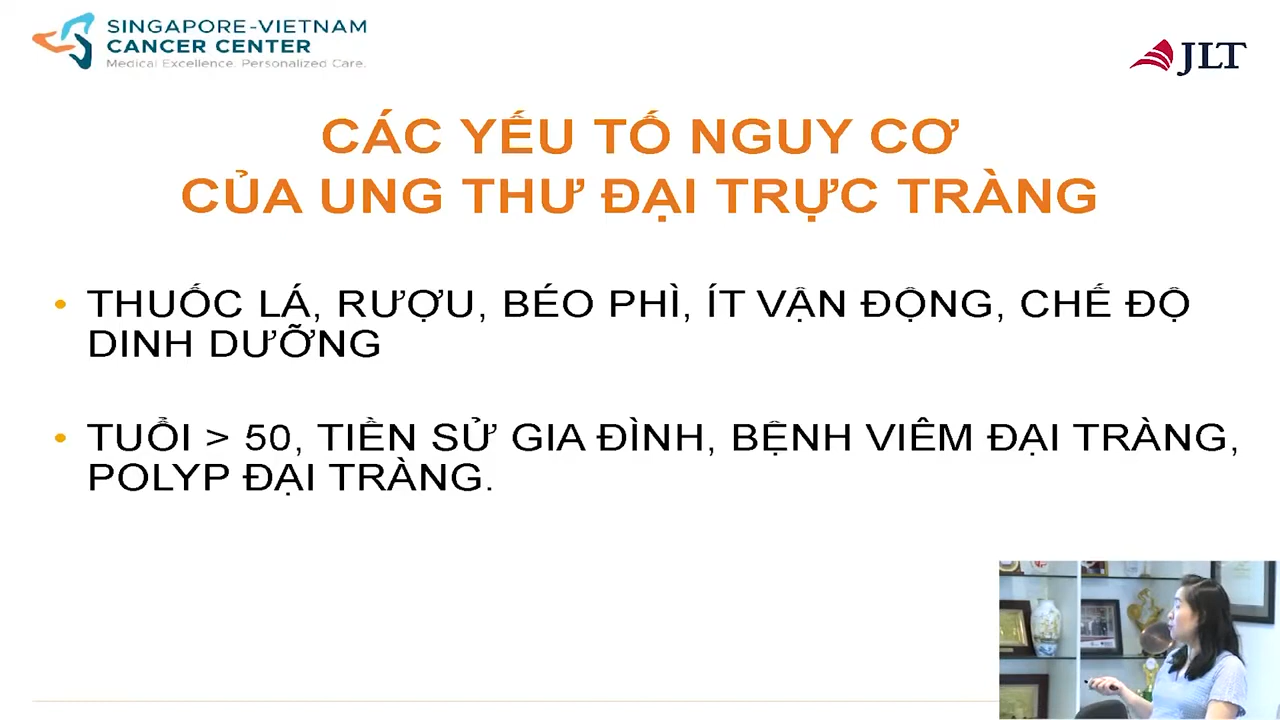 SINGAPORE-VIETNAM
CANCER CENTER
Medical Excellence. Personalized Care.
JLT
CÁC YẾU TỐ NGUY CƠ
CỦA UNG THƯ ĐẠI TRỰC TRÀNG
• THUỐC LÁ, RƯỢU, BÉO PHÌ, ÍT VẬN ĐỘNG, CHẾ ĐỘ
DINH DƯỠNG
• TUỔI > 50, TIỀN SỬ GIA ĐÌNH, BỆNH VIÊM ĐẠI TRÀNG,
POLYP ĐẠI TRÀNG.